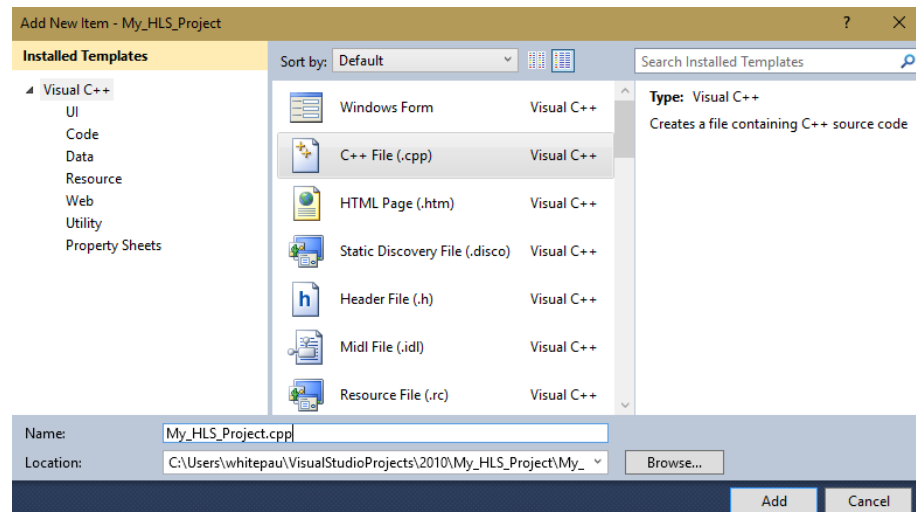 Add New Item - My_HLS_Project
? ×
Installed Templates
Visual C++
UI
Code
Data
Resource
Web
Utility
Property Sheets
Sort by: Default
Windows Form Visual C++
C++ File (.cpp) Visual C++
HTML Page (.htm) Visual C++
Static Discovery File (.disco) Visual C++
h Header File (.h) Visual C++
Midl File (.idl) Visual C++
Resource File (.rc) Visual C++
Search Installed Templates
Type: Visual C++
Creates a file containing C++ source code
Name: My_HLS_Project.cpp
Location: C:\Users\whitepau\VisualStudioProjects\2010\My_HLS_Project\My_
Browse...
Add Cancel